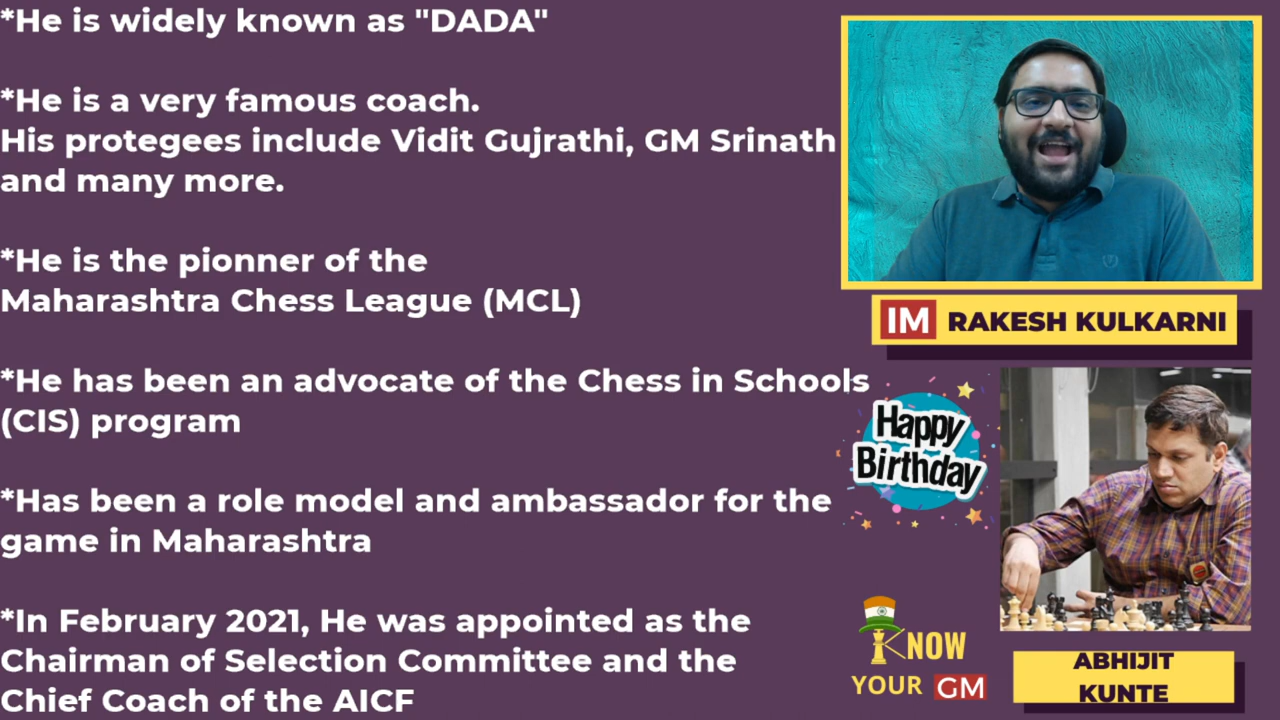 *He is widely known as "DADA"
*He is a very famous coach.
His protegees include Vidit Gujrathi, GM Srinath
and many more.
*He is the pionner of the
Maharashtra Chess League (MCL)
*He has been an advocate of the Chess in Schools
(CIS) program
*Has been a role model and ambassador for the
game in Maharashtra
*In February 2021, He was appointed as the
Chairman of Selection Committee and the
Chief Coach of the AICF
IM RAKESH KULKARNI
Happy
Birthday
KNOW
YOUR GM
ABHIJIT
KUNTE